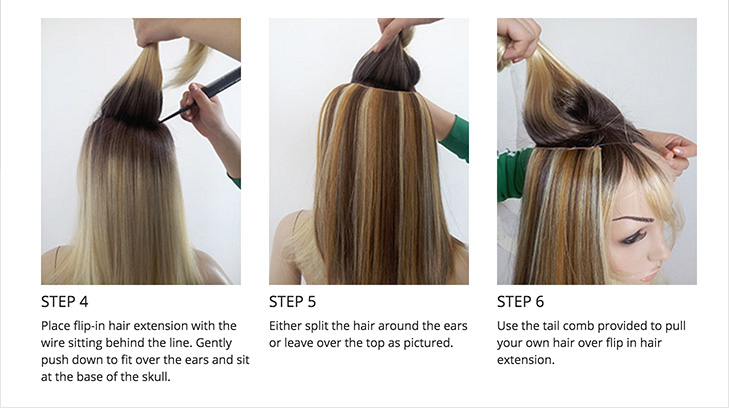 STEP 4
Place flip-in hair extension with the
wire sitting behind the line. Gently
push down to fit over the ears and sit
at the base of the skull.
STEP 5
Either split the hair around the ears
or leave over the top as pictured.
STEP 6
Use the tail comb provided to pull
your own hair over flip in hair
extension.